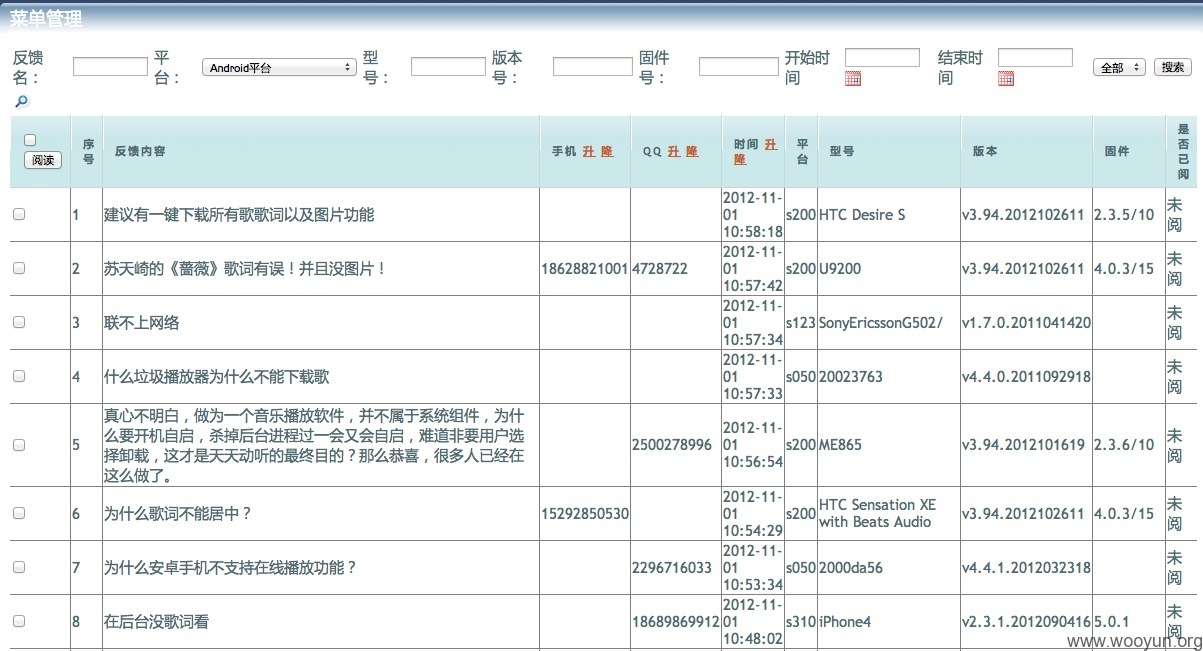 菜单管理
反馈名： 平台： Android平台 型号： 版本号： 固件号： 开始时间 结束时间 全部 搜索
阅读 序号 反馈内容 手机 升 隆 QQ 升 隆 时间 升 隆 平台 型号 版本 固件 是否已阅
1 建议有一键下载所有歌歌词以及图片功能 2012-11-01 10:58:18 s200 HTC Desire S v3.94.2012102611 2.3.5/10 未阅
2 苏天崎的《蔷薇》歌词有误！并且没图片！ 18628821001 4728722 2012-11-01 10:57:42 s200 U9200 v3.94.2012102611 4.0.3/15 未阅
3 联不上网络 2012-11-01 10:57:34 s123 SonyEricssonG502/ v1.7.0.2011041420 未阅
4 什么垃圾播放器为什么不能下载歌 2012-11-01 10:57:33 s050 20023763 v4.4.0.2011092918 未阅
5 真心不明白，做为一个音乐播放软件，并不属于系统组件，为什么要开机自启，杀掉后台进程过一会又会自启，难道非要用户选择卸载，这才是天天动听的最终目的？那么恭喜，很多人已经在这么做了。 2500278996 2012-11-01 10:56:54 s200 ME865 v3.94.2012101619 2.3.6/10 未阅
6 为什么歌词不能居中？ 15292850530 2012-11-01 10:54:29 s200 HTC Sensation XE with Beats Audio v3.94.2012102611 4.0.3/15 未阅
7 为什么安卓手机不支持在线播放功能？ 2296716033 2012-11-01 10:53:34 s050 2000da56 v4.4.1.2012032318 未阅
8 在后台没歌词看 18689869912 2012-11-01 10:48:02 s310 iPhone4 v2.3.1.2012090416 5.0.1 未阅
www.wooyun.org